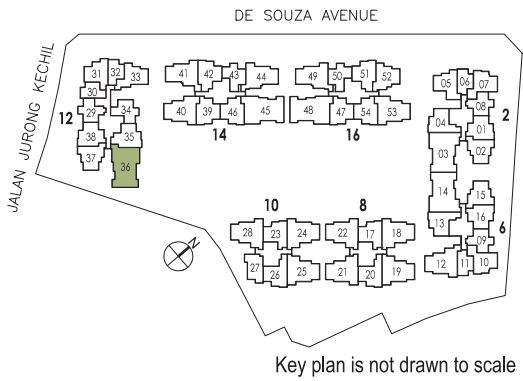 DE SOUZA AVENUE
JALAN JURONG KECHIL
31 32 33
30
29 34
12
38 35
37
36
41 42 43 44
40 39 46 45
14
49 50 51 52
48 47 54 53
16
05 06 07
08
04 01
2
03 02
14 15
13 16
6
09
12 11 10
10
28 23 24
27 26 25
8
22 17 18
21 20 19
N
Key plan is not drawn to scale